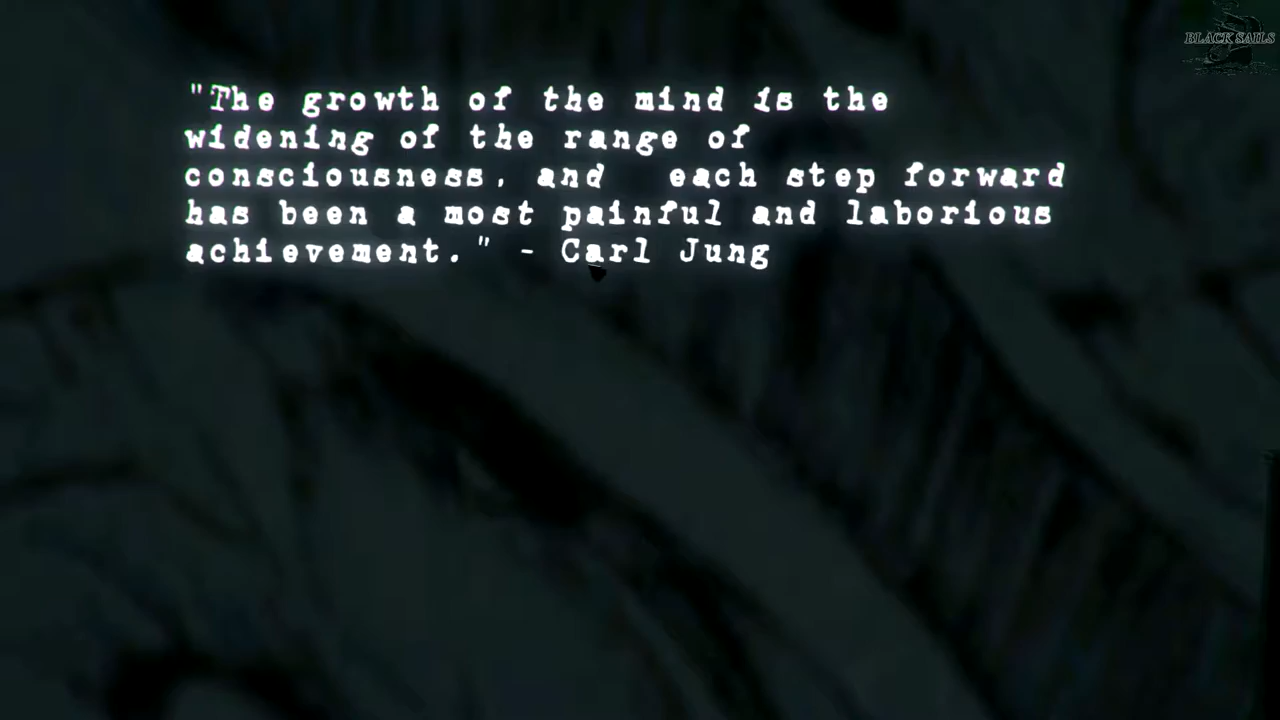 BLACK SAILS
"The growth of the mind is the
widening of the range of
consciousness, and each step forward
has been a most painful and laborious
achievement." - Carl Jung